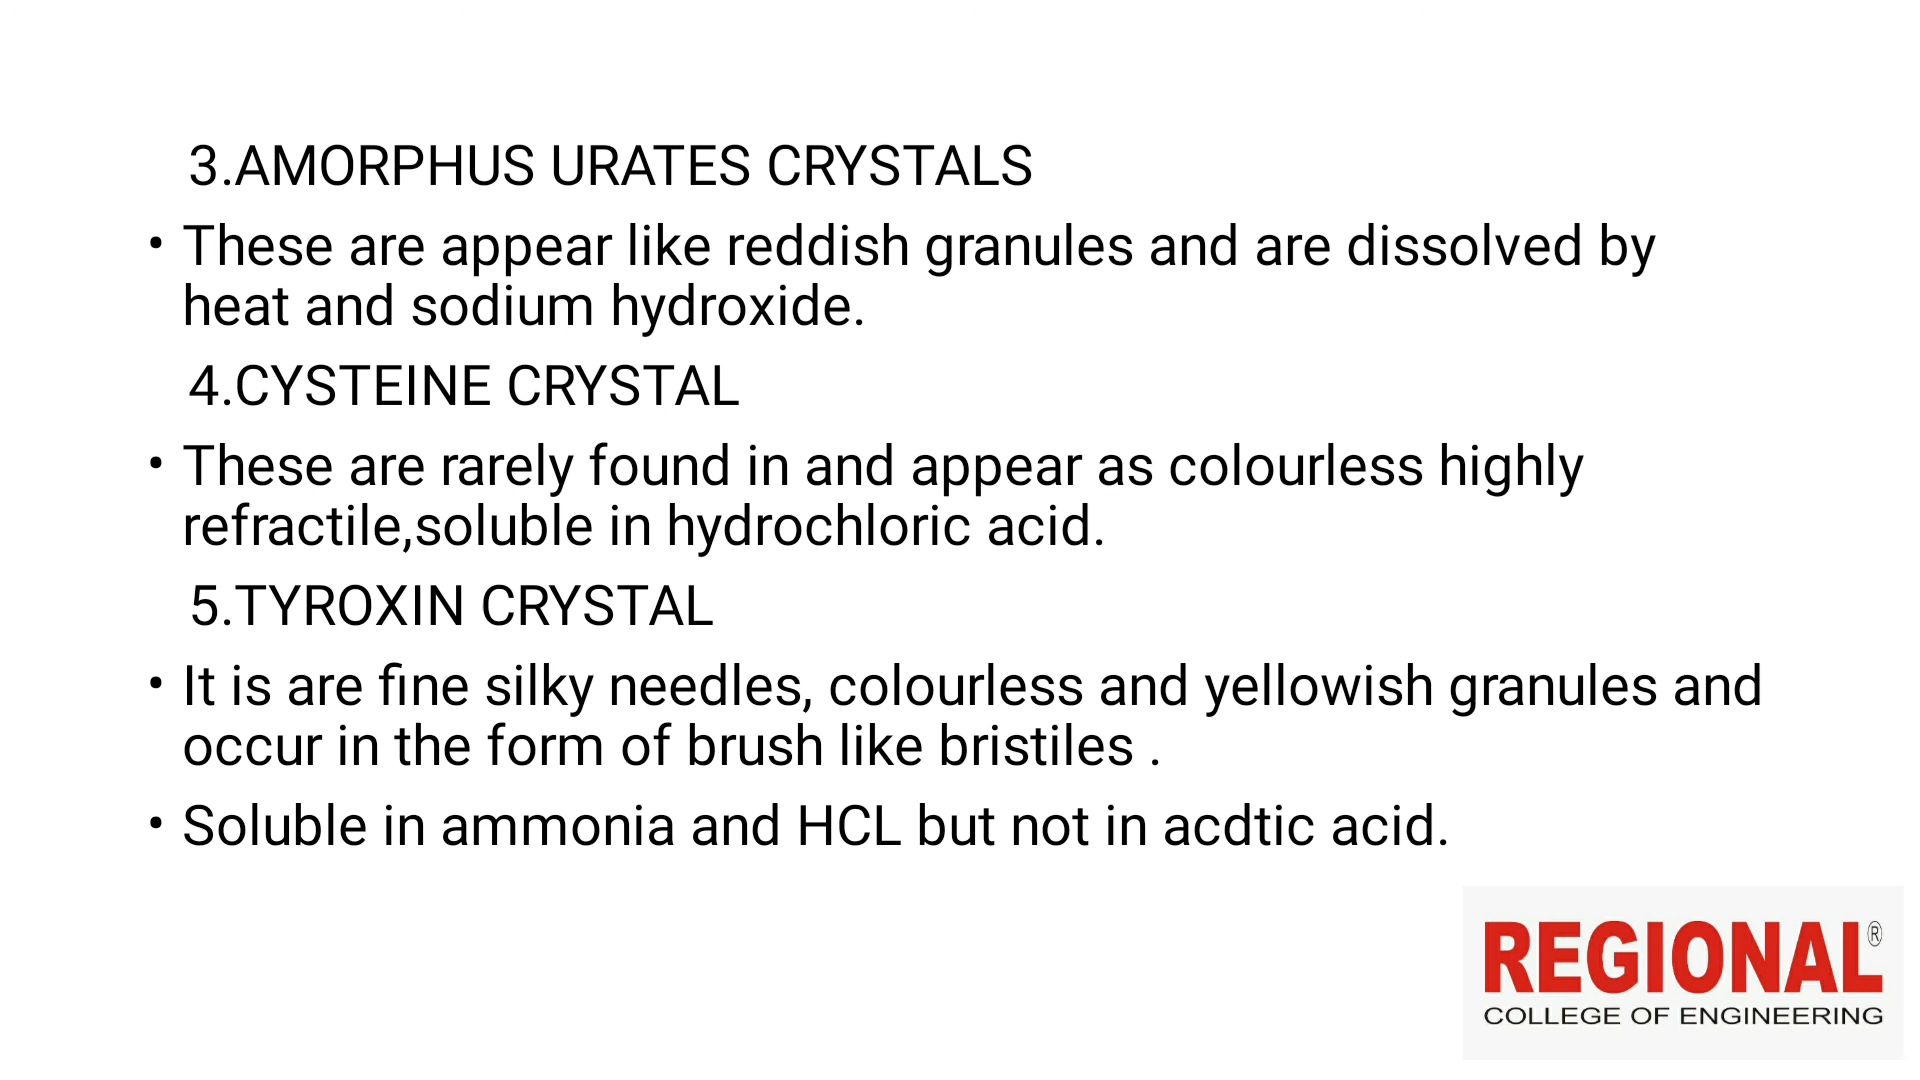 3.AMORPHUS URATES CRYSTALS
• These are appear like reddish granules and are dissolved by
heat and sodium hydroxide.
4.CYSTEINE CRYSTAL
• These are rarely found in and appear as colourless highly
refractile,soluble in hydrochloric acid.
5.TYROXIN CRYSTAL
• It is are fine silky needles, colourless and yellowish granules and
occur in the form of brush like bristiles .
• Soluble in ammonia and HCL but not in acdtic acid.
REGIONAL®
COLLEGE OF ENGINEERING